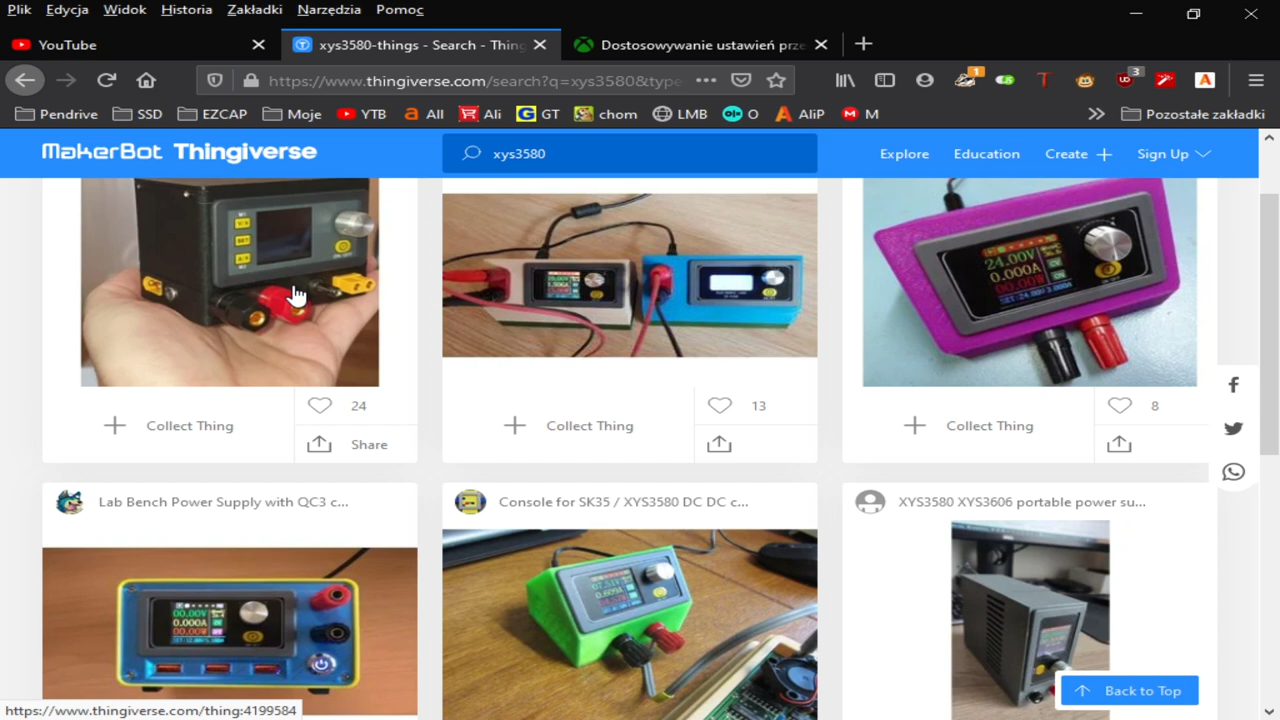 Plik Edycja Widok Historia Zakładki Narzędzia Pomoc
YouTube
xys3580-things - Search - Thing
Dostosowywanie ustawień prze
https://www.thingiverse.com/search?q=xys3580&type
1
3
Pendrive SSD EZCAP Moje YTB All Ali GT chom LMB O AliP M Pozostałe zakładki
MakerBot Thingiverse
xys3580
Explore Education Create Sign Up
24.00V
0.000A
00.00W
Collect Thing
24
Share
Collect Thing
13
Collect Thing
8
Lab Bench Power Supply with QC3 c...
Console for SK35 / XYS3580 DC DC c...
XYS3580 XYS3606 portable power su...
00.00V
0.000A
00.00W
Back to Top
https://www.thingiverse.com/thing:4199584